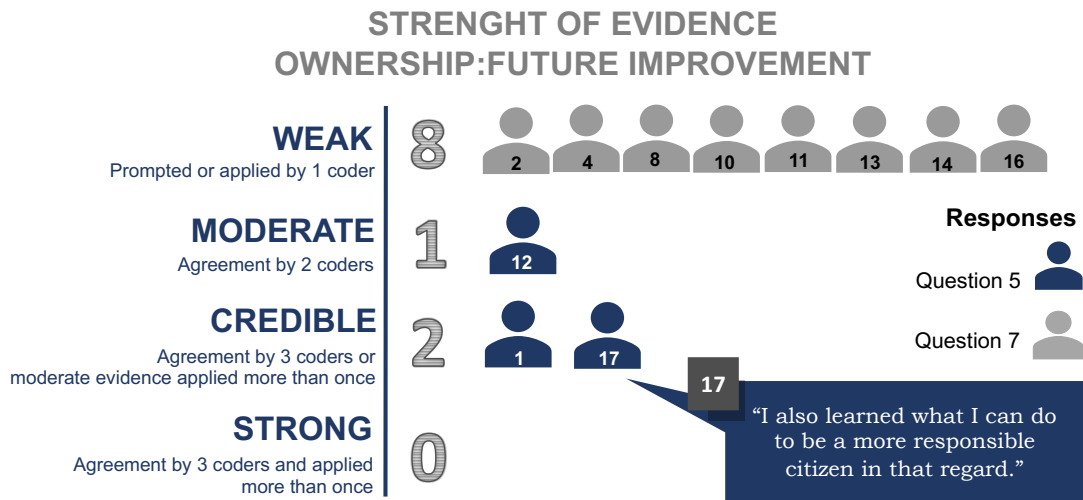 STRENGHT OF EVIDENCE
OWNERSHIP:FUTURE IMPROVEMENT
WEAK
Prompted or applied by 1 coder
8
2 4 8 10 11 13 14 16
MODERATE
Agreement by 2 coders
1
12
Responses
Question 5
Question 7
CREDIBLE
Agreement by 3 coders or
moderate evidence applied more than once
2
1 17
17
“I also learned what I can do
to be a more responsible
citizen in that regard.”
STRONG
Agreement by 3 coders and applied
more than once
0